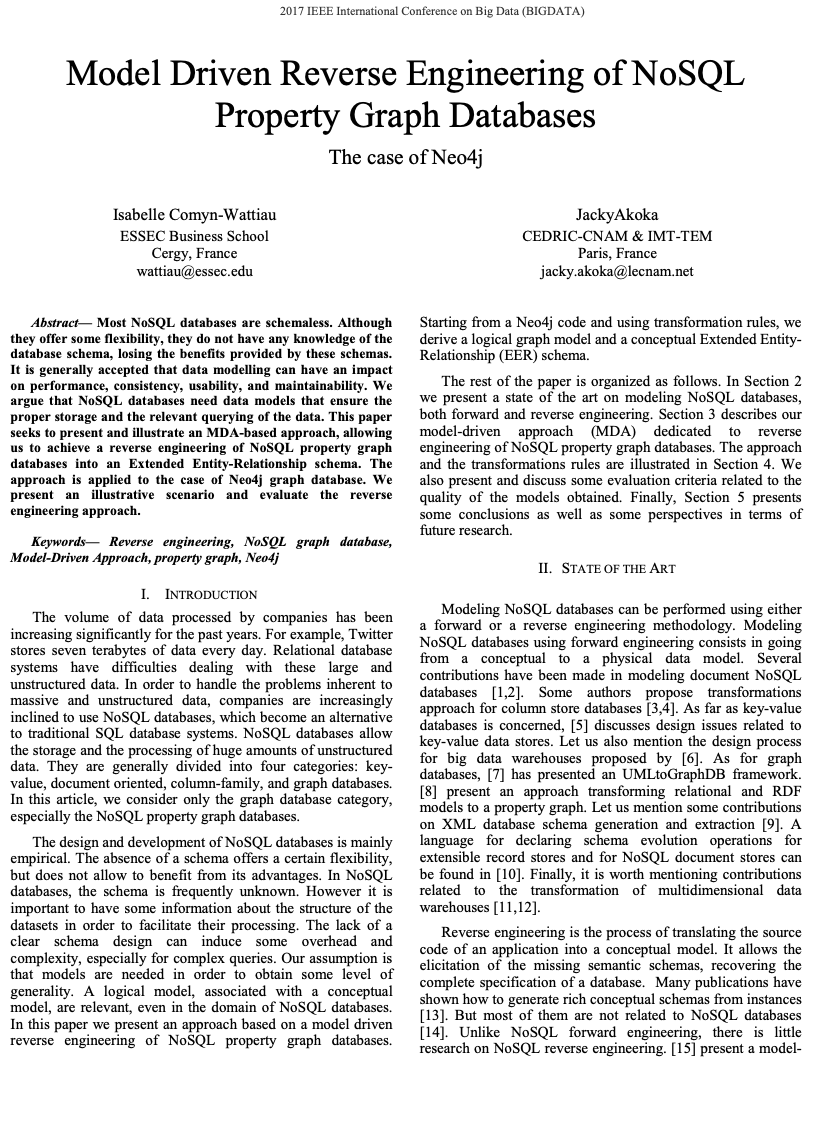 2017 IEEE International Conference on Big Data (BIGDATA)
Model Driven Reverse Engineering of NoSQL
Property Graph Databases
The case of Neo4j
Isabelle Comyn-Wattiau
ESSEC Business School
Cergy, France
wattiau@essec.edu
JackyAkoka
CEDRIC-CNAM & IMT-TEM
Paris, France
jacky.akoka@lecnam.net
Abstract— Most NoSQL databases are schemaless. Although
they offer some flexibility, they do not have any knowledge of the
database schema, losing the benefits provided by these schemas.
It is generally accepted that data modelling can have an impact
on performance, consistency, usability, and maintainability. We
argue that NoSQL databases need data models that ensure the
proper storage and the relevant querying of the data. This paper
seeks to present and illustrate an MDA-based approach, allowing
us to achieve a reverse engineering of NoSQL property graph
databases into an Extended Entity-Relationship schema. The
approach is applied to the case of Neo4j graph database. We
present an illustrative scenario and evaluate the reverse
engineering approach.
Keywords— Reverse engineering, NoSQL graph database,
Model-Driven Approach, property graph, Neo4j
I. INTRODUCTION
The volume of data processed by companies has been
increasing significantly for the past years. For example, Twitter
stores seven terabytes of data every day. Relational database
systems have difficulties dealing with these large and
unstructured data. In order to handle the problems inherent to
massive and unstructured data, companies are increasingly
inclined to use NoSQL databases, which become an alternative
to traditional SQL database systems. NoSQL databases allow
the storage and the processing of huge amounts of unstructured
data. They are generally divided into four categories: key-
value, document oriented, column-family, and graph databases.
In this article, we consider only the graph database category,
especially the NoSQL property graph databases.
The design and development of NoSQL databases is mainly
empirical. The absence of a schema offers a certain flexibility,
but does not allow to benefit from its advantages. In NoSQL
databases, the schema is frequently unknown. However it is
important to have some information about the structure of the
datasets in order to facilitate their processing. The lack of a
clear schema design can induce some overhead and
complexity, especially for complex queries. Our assumption is
that models are needed in order to obtain some level of
generality. A logical model, associated with a conceptual
model, are relevant, even in the domain of NoSQL databases.
In this paper we present an approach based on a model driven
reverse engineering of NoSQL property graph databases.
Starting from a Neo4j code and using transformation rules, we
derive a logical graph model and a conceptual Extended Entity-
Relationship (EER) schema.
The rest of the paper is organized as follows. In Section 2
we present a state of the art on modeling NoSQL databases,
both forward and reverse engineering. Section 3 describes our
model-driven approach (MDA) dedicated to reverse
engineering of NoSQL property graph databases. The approach
and the transformations rules are illustrated in Section 4. We
also present and discuss some evaluation criteria related to the
quality of the models obtained. Finally, Section 5 presents
some conclusions as well as some perspectives in terms of
future research.
II. STATE OF THE ART
Modeling NoSQL databases can be performed using either
a forward or a reverse engineering methodology. Modeling
NoSQL databases using forward engineering consists in going
from a conceptual to a physical data model. Several
contributions have been made in modeling document NoSQL
databases [1,2]. Some authors propose transformations
approach for column store databases [3,4]. As far as key-value
databases is concerned, [5] discusses design issues related to
key-value data stores. Let us also mention the design process
for big data warehouses proposed by [6]. As for graph
databases, [7] has presented an UMLtoGraphDB framework.
[8] present an approach transforming relational and RDF
models to a property graph. Let us mention some contributions
on XML database schema generation and extraction [9]. A
language for declaring schema evolution operations for
extensible record stores and for NoSQL document stores can
be found in [10]. Finally, it is worth mentioning contributions
related to the transformation of multidimensional data
warehouses [11,12].
Reverse engineering is the process of translating the source
code of an application into a conceptual model. It allows the
elicitation of the missing semantic schemas, recovering the
complete specification of a database. Many publications have
shown how to generate rich conceptual schemas from instances
[13]. But most of them are not related to NoSQL databases
[14]. Unlike NoSQL forward engineering, there is little
research on NoSQL reverse engineering. [15] present a model-